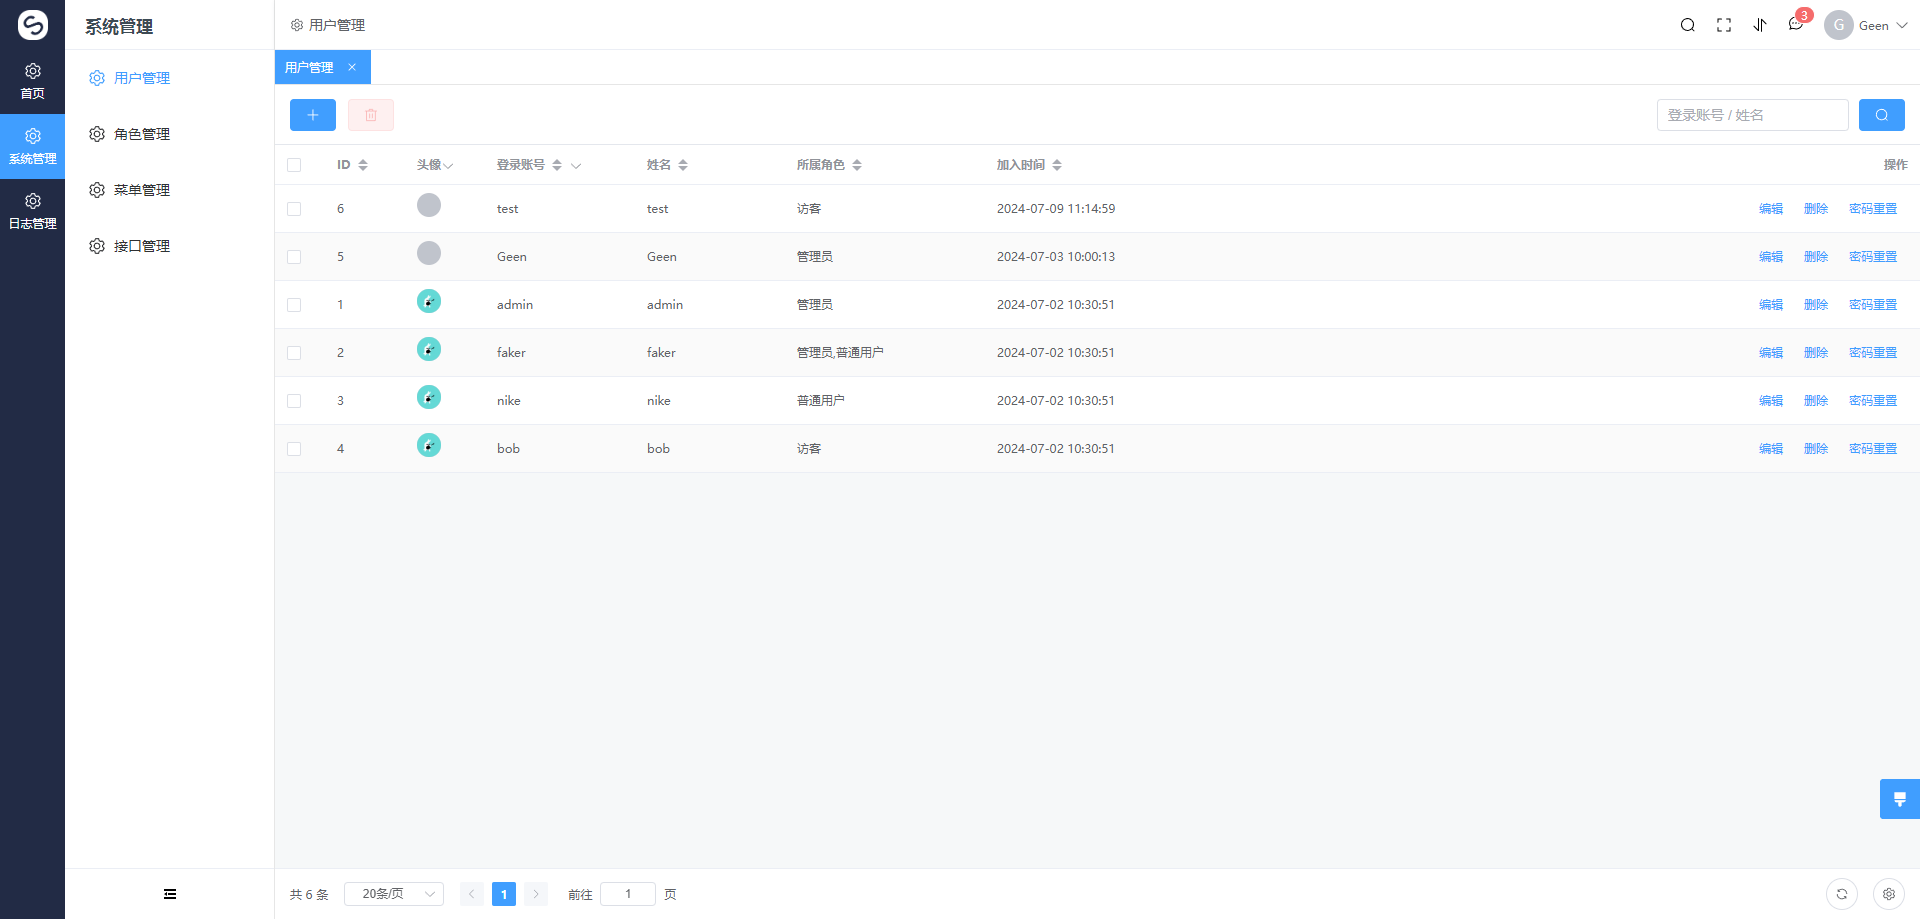 首页
系统管理
日志管理
系统管理
用户管理
角色管理
菜单管理
接口管理
用户管理
3
G Geen
用户管理
登录账号 / 姓名
ID 头像 登录账号 姓名 所属角色 加入时间 操作
6 test test 访客 2024-07-09 11:14:59 编辑 删除 密码重置
5 Geen Geen 管理员 2024-07-03 10:00:13 编辑 删除 密码重置
1 admin admin 管理员 2024-07-02 10:30:51 编辑 删除 密码重置
2 faker faker 管理员,普通用户 2024-07-02 10:30:51 编辑 删除 密码重置
3 nike nike 普通用户 2024-07-02 10:30:51 编辑 删除 密码重置
4 bob bob 访客 2024-07-02 10:30:51 编辑 删除 密码重置
共 6 条 20条/页 1 前往 1 页